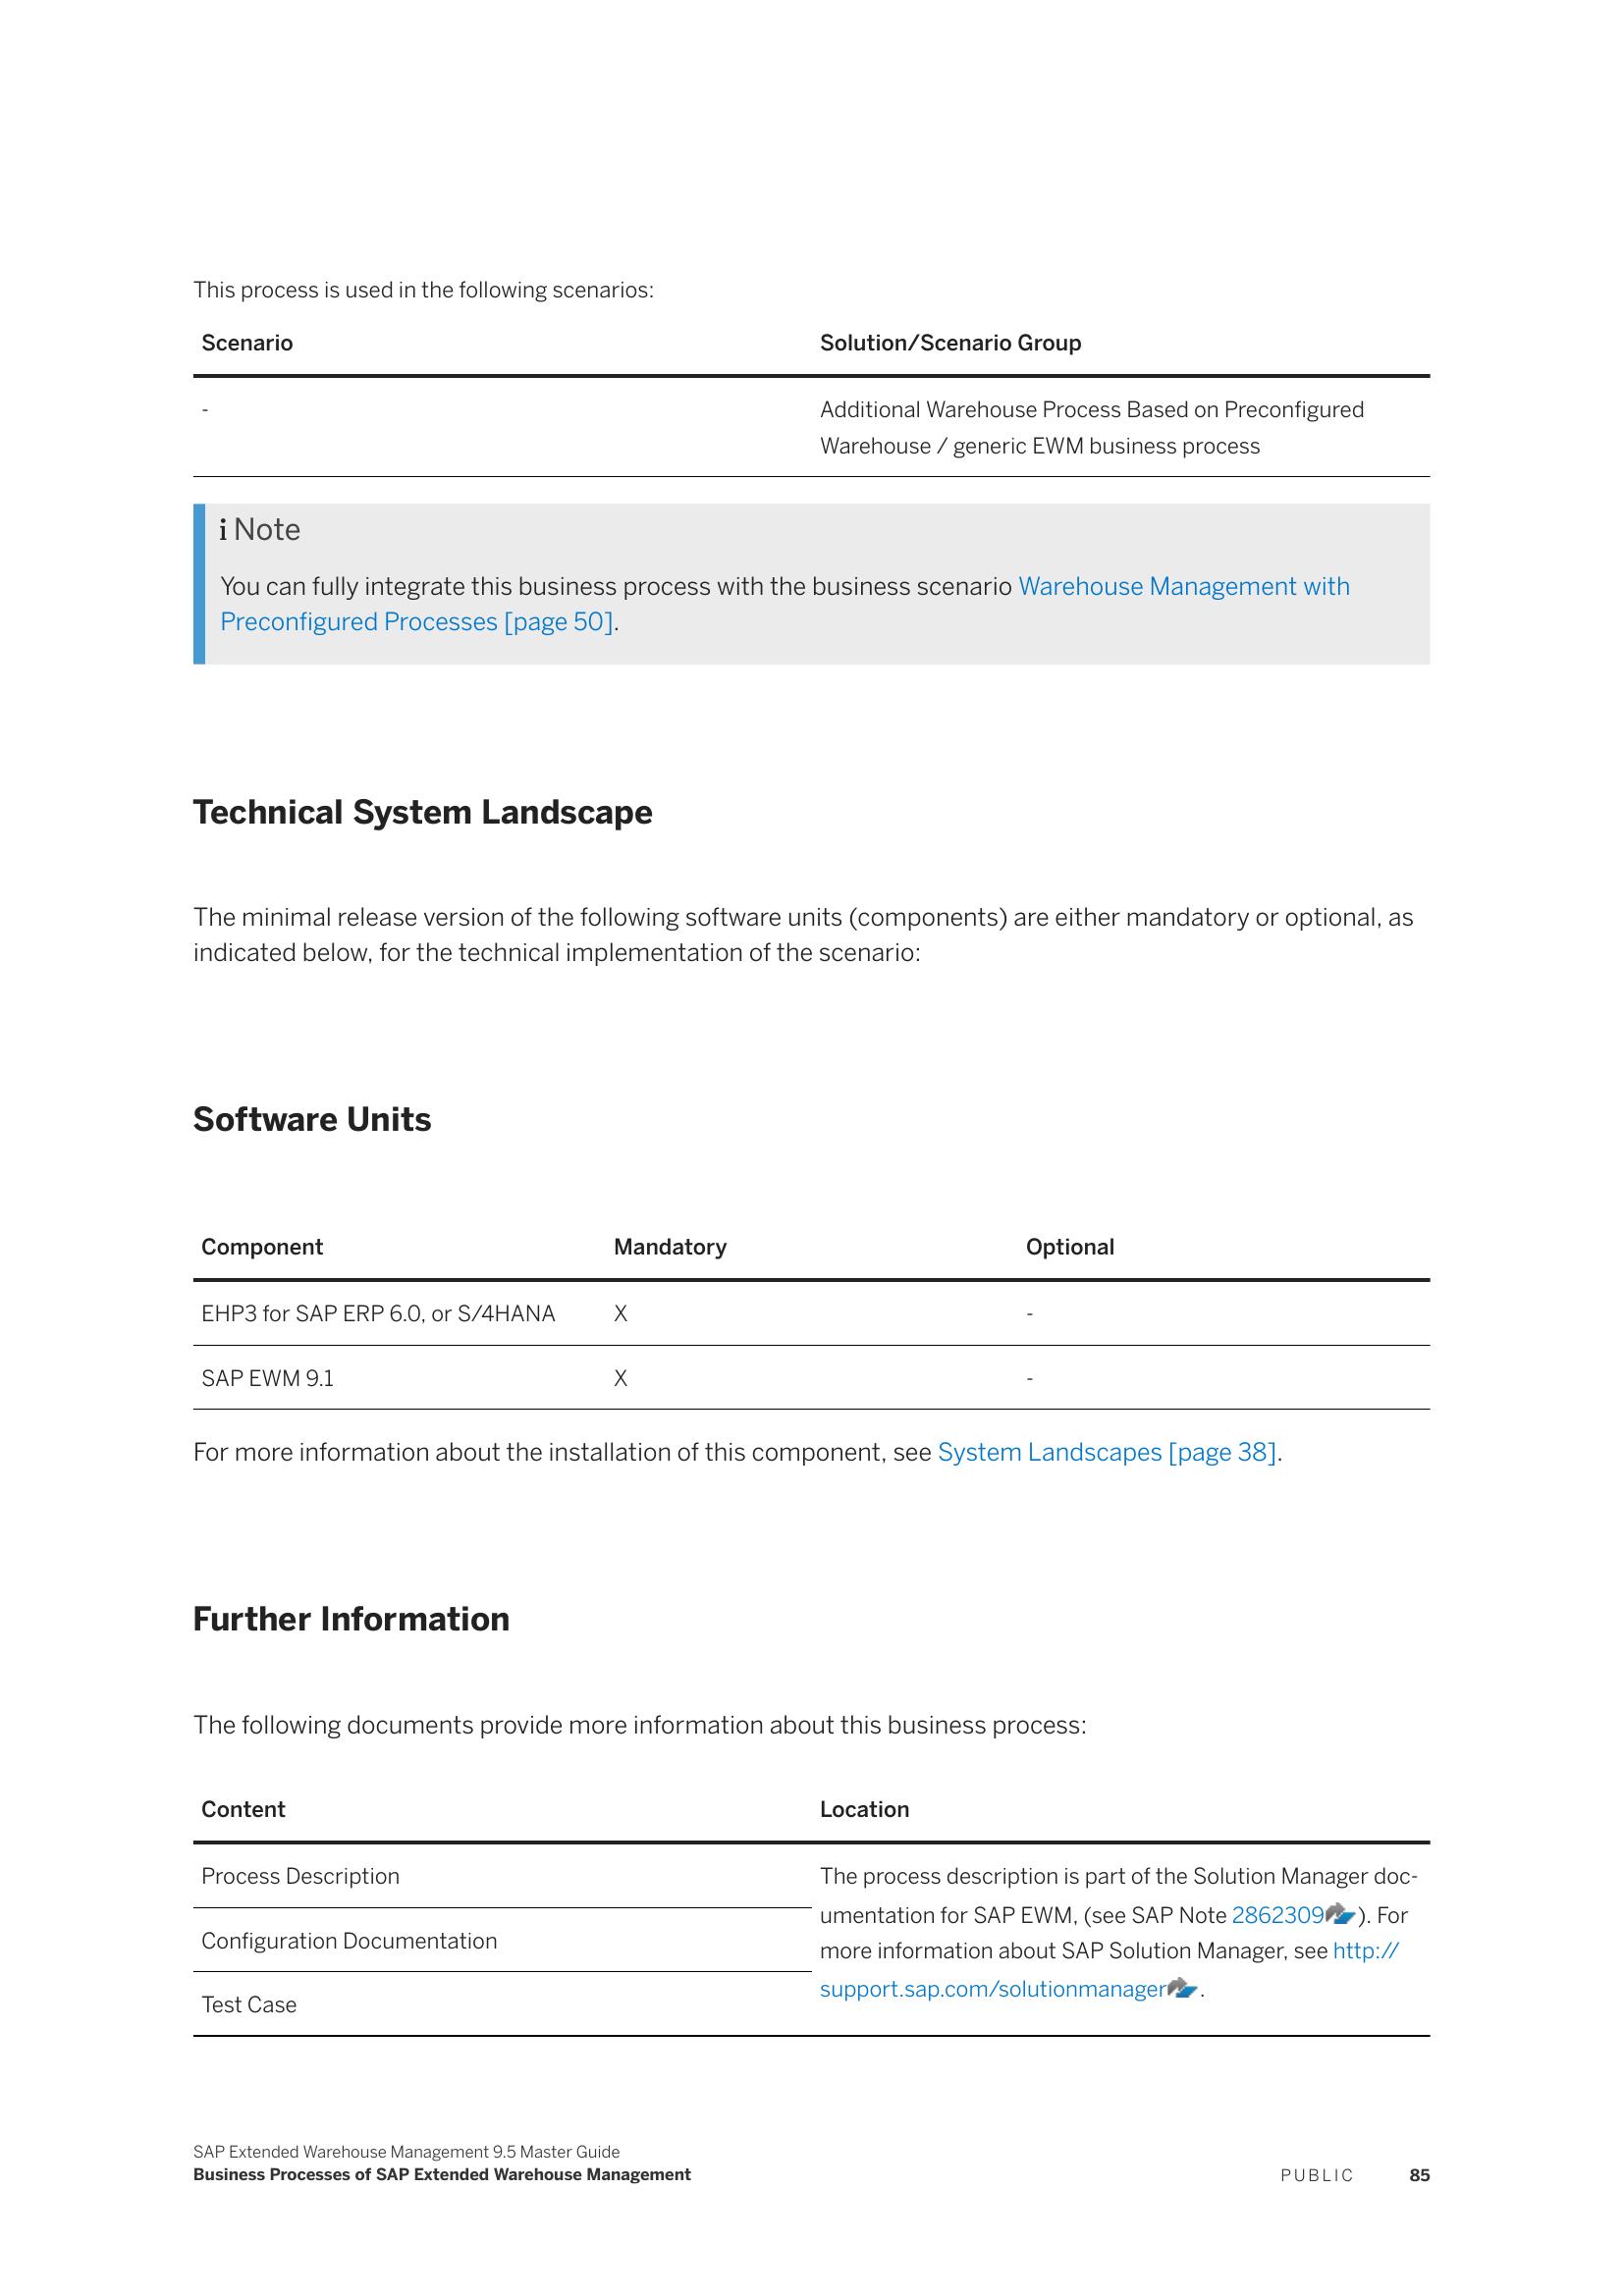 This process is used in the following scenarios:
Scenario
Solution/Scenario Group
-
Additional Warehouse Process Based on Preconfigured
Warehouse / generic EWM business process
i Note
You can fully integrate this business process with the business scenario Warehouse Management with
Preconfigured Processes [page 50].
Technical System Landscape
The minimal release version of the following software units (components) are either mandatory or optional, as
indicated below, for the technical implementation of the scenario:
Software Units
Component Mandatory Optional
EHP3 for SAP ERP 6.0, or S/4HANA X -
SAP EWM 9.1 X -
For more information about the installation of this component, see System Landscapes [page 38].
Further Information
The following documents provide more information about this business process:
Content Location
Process Description
Configuration Documentation
Test Case
The process description is part of the Solution Manager doc-
umentation for SAP EWM, (see SAP Note 2862309). For
more information about SAP Solution Manager, see http://
support.sap.com/solutionmanager.
SAP Extended Warehouse Management 9.5 Master Guide
Business Processes of SAP Extended Warehouse Management
PUBLIC 85